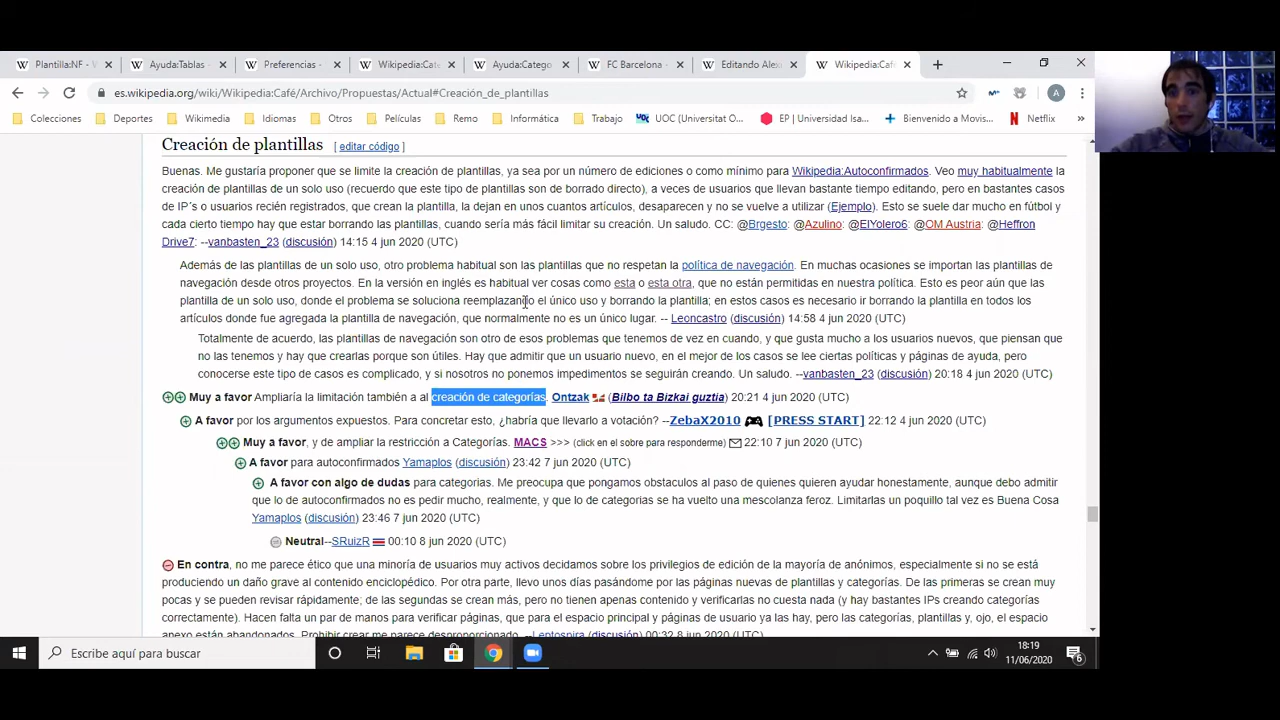 Plantilla:NF - W
Ayuda:Tablas -
Preferencias -
Wikipedia:Cate
Ayuda:Catego
FC Barcelona -
Editando Alex
Wikipedia:Café
es.wikipedia.org/wiki/Wikipedia:Café/Archivo/Propuestas/Actual#Creación_de_plantillas
A
Colecciones Deportes Wikimedia Idiomas Otros Películas Remo Informática Trabajo UOC (Universitat O... EP | Universidad Isa... Bienvenido a Movis... Netflix »
Creación de plantillas [ editar código ]
Buenas. Me gustaría proponer que se limite la creación de plantillas, ya sea por un número de ediciones o como mínimo para Wikipedia:Autoconfirmados. Veo muy habitualmente la
creación de plantillas de un solo uso (recuerdo que este tipo de plantillas son de borrado directo), a veces de usuarios que llevan bastante tiempo editando, pero en bastantes casos
de IP´s o usuarios recién registrados, que crean la plantilla, la dejan en unos cuantos artículos, desaparecen y no se vuelve a utilizar (Ejemplo). Esto se suele dar mucho en fútbol y
cada cierto tiempo hay que estar borrando las plantillas, cuando sería más fácil limitar su creación. Un saludo. CC: @Brgesto: @Azulino: @ElYolero6: @OM Austria: @Heffron
Drive7: --vanbasten_23 (discusión) 14:15 4 jun 2020 (UTC)
Además de las plantillas de un solo uso, otro problema habitual son las plantillas que no respetan la política de navegación. En muchas ocasiones se importan las plantillas de
navegación desde otros proyectos. En la versión en inglés es habitual ver cosas como esta o esta otra, que no están permitidas en nuestra política. Esto es peor aún que las
plantilla de un solo uso, donde el problema se soluciona reemplazando el único uso y borrando la plantilla; en estos casos es necesario ir borrando la plantilla en todos los
artículos donde fue agregada la plantilla de navegación, que normalmente no es un único lugar. -- Leoncastro (discusión) 14:58 4 jun 2020 (UTC)
Totalmente de acuerdo, las plantillas de navegación son otro de esos problemas que tenemos de vez en cuando, y que gusta mucho a los usuarios nuevos, que piensan que
no las tenemos y hay que crearlas porque son útiles. Hay que admitir que un usuario nuevo, en el mejor de los casos se lee ciertas políticas y páginas de ayuda, pero
conocerse este tipo de casos es complicado, y si nosotros no ponemos impedimentos se seguirán creando. Un saludo. --vanbasten_23 (discusión) 20:18 4 jun 2020 (UTC)
Muy a favor Ampliaría la limitación también a al creación de categorías. Ontzak (Bilbo ta Bizkai guztia) 20:21 4 jun 2020 (UTC)
A favor por los argumentos expuestos. Para concretar esto, ¿habría que llevarlo a votación? --ZebaX2010 [PRESS START] 22:12 4 jun 2020 (UTC)
Muy a favor, y de ampliar la restricción a Categorías. MACS >>> (click en el sobre para responderme) 22:10 7 jun 2020 (UTC)
A favor para autoconfirmados Yamaplos (discusión) 23:42 7 jun 2020 (UTC)
A favor con algo de dudas para categorias. Me preocupa que pongamos obstaculos al paso de quienes quieren ayudar honestamente, aunque debo admitir
que lo de autoconfirmados no es pedir mucho, realmente, y que lo de categorias se ha vuelto una mescolanza feroz. Limitarlas un poquillo tal vez es Buena Cosa
Yamaplos (discusión) 23:46 7 jun 2020 (UTC)
Neutral--SRuizR 00:10 8 jun 2020 (UTC)
En contra, no me parece ético que una minoría de usuarios muy activos decidamos sobre los privilegios de edición de la mayoría de anónimos, especialmente si no se está
produciendo un daño grave al contenido enciclopédico. Por otra parte, llevo unos días pasándome por las páginas nuevas de plantillas y categorías. De las primeras se crean muy
pocas y se pueden revisar rápidamente; de las segundas se crean más, pero no tienen apenas contenido y verificarlas no cuesta nada (y hay bastantes IPs creando categorías
correctamente). Hacen falta un par de manos para verificar páginas, que para el espacio principal y páginas de usuario ya las hay, pero las categorías, plantillas y, ojo, el espacio
anexo están abandonados. Prohibir crear me parece desproporcionado. --Leptospira (discusión) 00:32 8 jun 2020 (UTC)
Escribe aquí para buscar
18:19
11/06/2020
6